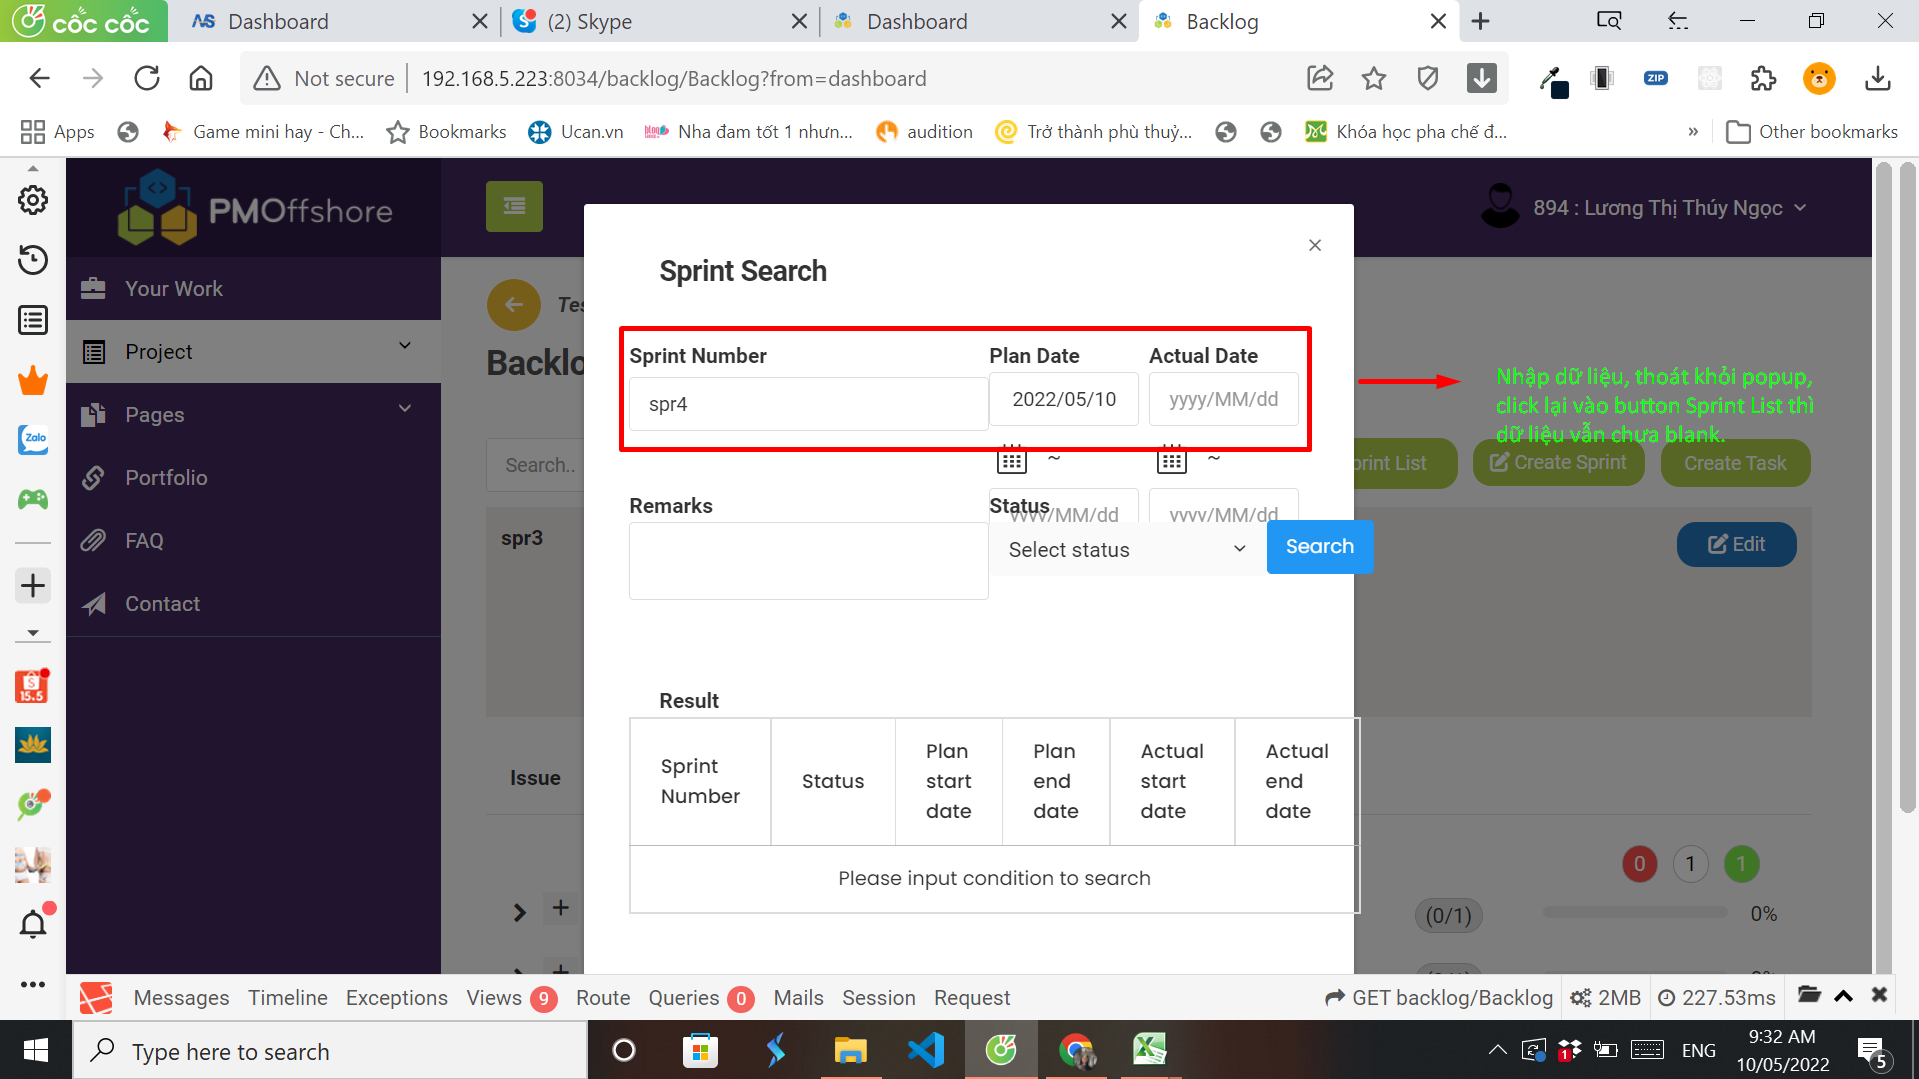 cốc cốc
Dashboard
(2) Skype
Dashboard
Backlog
Not secure
192.168.5.223:8034/backlog/Backlog?from=dashboard
ZIP
Apps
Game mini hay - Ch...
Bookmarks
Ucan.vn
Nha đam tốt 1 nhưn...
audition
Trở thành phù thuỷ...
Khóa học pha chế đ...
»
Other bookmarks
PMOffshore
894 : Lương Thị Thúy Ngọc
Your Work
Project
Pages
Portfolio
FAQ
Contact
Zalo
15.5
Tes
Backlo
Search..
spr3
Issue
Sprint Search
Sprint Number
Plan Date
Actual Date
spr4
2022/05/10
yyyy/MM/dd
~
~
Remarks
Status
yyyy/MM/dd
yyyy/MM/dd
Select status
Search
Result
Sprint Number
Status
Plan start date
Plan end date
Actual start date
Actual end date
Please input condition to search
Nhập dữ liệu, thoát khỏi popup,
click lại vào button Sprint List thì
dữ liệu vẫn chưa blank.
print List
Create Sprint
Create Task
Edit
0
1
1
(0/1)
0%
Messages
Timeline
Exceptions
Views 9
Route
Queries 0
Mails
Session
Request
GET backlog/Backlog
2MB
227.53ms
Type here to search
1
ENG
9:32 AM
10/05/2022
5